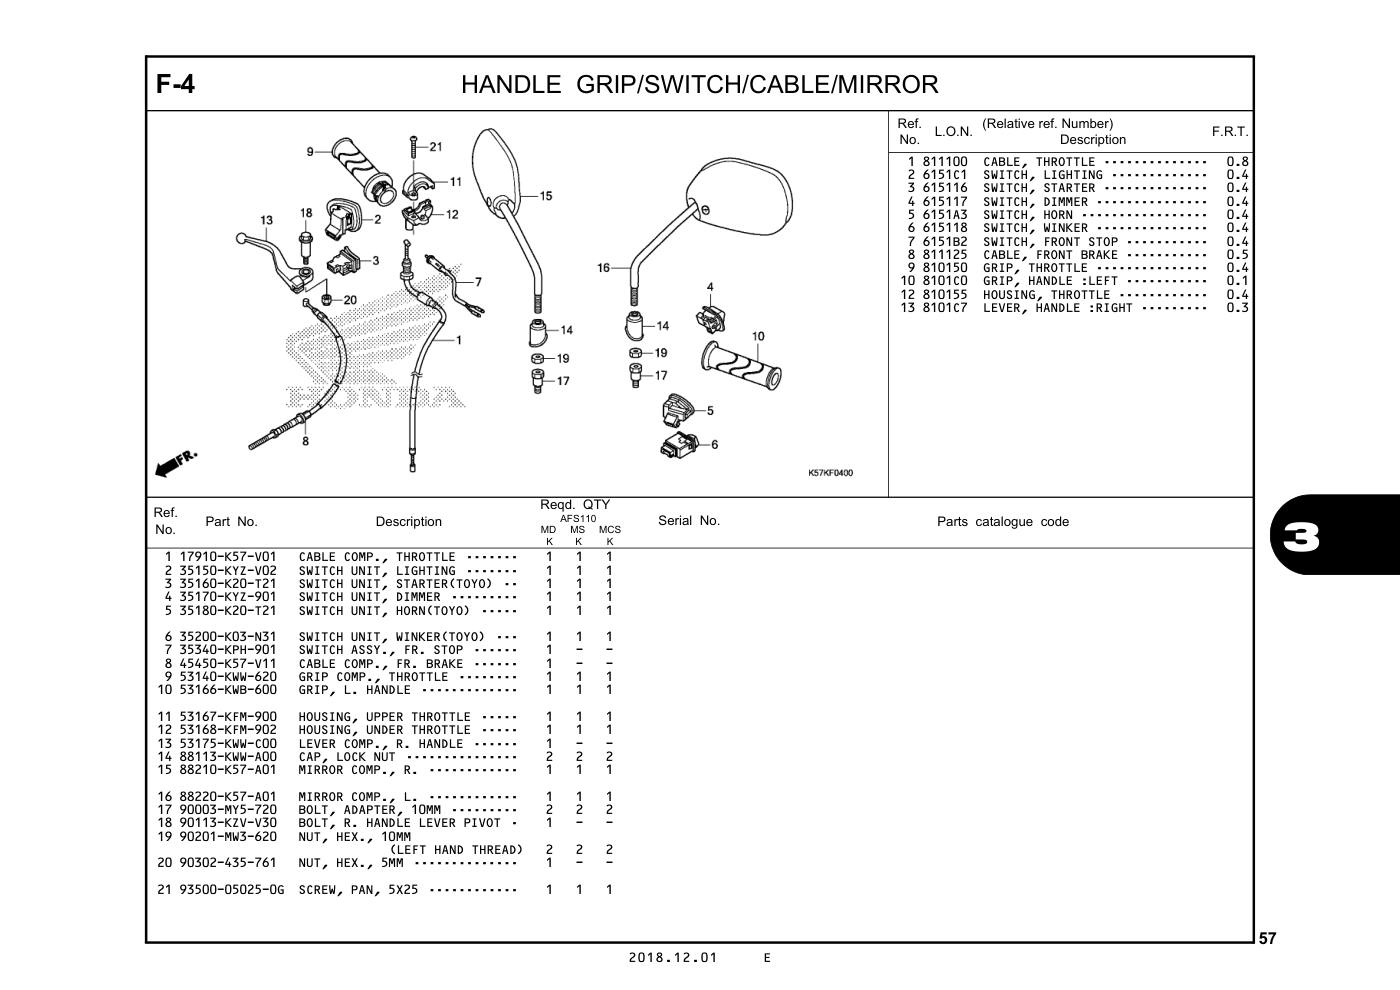 F-4
HANDLE GRIP/SWITCH/CABLE/MIRROR
9
21
11
12
13
18
2
3
20
7
1
8
15
14
19
17
16
4
14
19
17
10
5
6
HONDA
FR.
K57KF0400
Ref. No. L.O.N. (Relative ref. Number) Description F.R.T.
1 811100 CABLE, THROTTLE 0.8
2 6151C1 SWITCH, LIGHTING 0.4
3 615116 SWITCH, STARTER 0.4
4 615117 SWITCH, DIMMER 0.4
5 6151A3 SWITCH, HORN 0.4
6 615118 SWITCH, WINKER 0.4
7 6151B2 SWITCH, FRONT STOP 0.4
8 811125 CABLE, FRONT BRAKE 0.5
9 810150 GRIP, THROTTLE 0.4
10 8101C0 GRIP, HANDLE :LEFT 0.1
12 810155 HOUSING, THROTTLE 0.4
13 8101C7 LEVER, HANDLE :RIGHT 0.3
Ref. No. Part No. Description Reqd. QTY Serial No. Parts catalogue code
AFS110
MD MS MCS
K K K
1 17910-K57-V01 CABLE COMP., THROTTLE ------- 1 1 1
2 35150-KYZ-V02 SWITCH UNIT, LIGHTING ------- 1 1 1
3 35160-K20-T21 SWITCH UNIT, STARTER(TOYO) -- 1 1 1
4 35170-KYZ-901 SWITCH UNIT, DIMMER --------- 1 1 1
5 35180-K20-T21 SWITCH UNIT, HORN(TOYO) ----- 1 1 1
6 35200-K03-N31 SWITCH UNIT, WINKER(TOYO) --- 1 1 1
7 35340-KPH-901 SWITCH ASSY., FR. STOP ------ 1 - -
8 45450-K57-V11 CABLE COMP., FR. BRAKE ------ 1 - -
9 53140-KWW-620 GRIP COMP., THROTTLE -------- 1 1 1
10 53166-KWB-600 GRIP, L. HANDLE ------------- 1 1 1
11 53167-KFM-900 HOUSING, UPPER THROTTLE ----- 1 1 1
12 53168-KFM-902 HOUSING, UNDER THROTTLE ----- 1 1 1
13 53175-KWW-C00 LEVER COMP., R. HANDLE ------ 1 - -
14 88113-KWW-A00 CAP, LOCK NUT --------------- 2 2 2
15 88210-K57-A01 MIRROR COMP., R. ------------ 1 1 1
16 88220-K57-A01 MIRROR COMP., L. ------------ 1 1 1
17 90003-MY5-720 BOLT, ADAPTER, 10MM --------- 2 2 2
18 90113-KZV-V30 BOLT, R. HANDLE LEVER PIVOT - 1 - -
19 90201-MW3-620 NUT, HEX., 10MM
(LEFT HAND THREAD) 2 2 2
20 90302-435-761 NUT, HEX., 5MM -------------- 1 - -
21 93500-05025-0G SCREW, PAN, 5X25 ------------ 1 1 1
3
57
2018.12.01 E